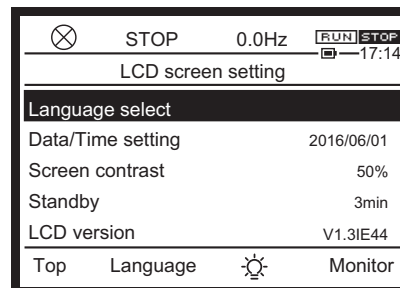 STOP 0.0Hz RUN STOP
17:14
LCD screen setting
Language select
Data/Time setting 2016/06/01
Screen contrast 50%
Standby 3min
LCD version V1.3IE44
Top Language Monitor